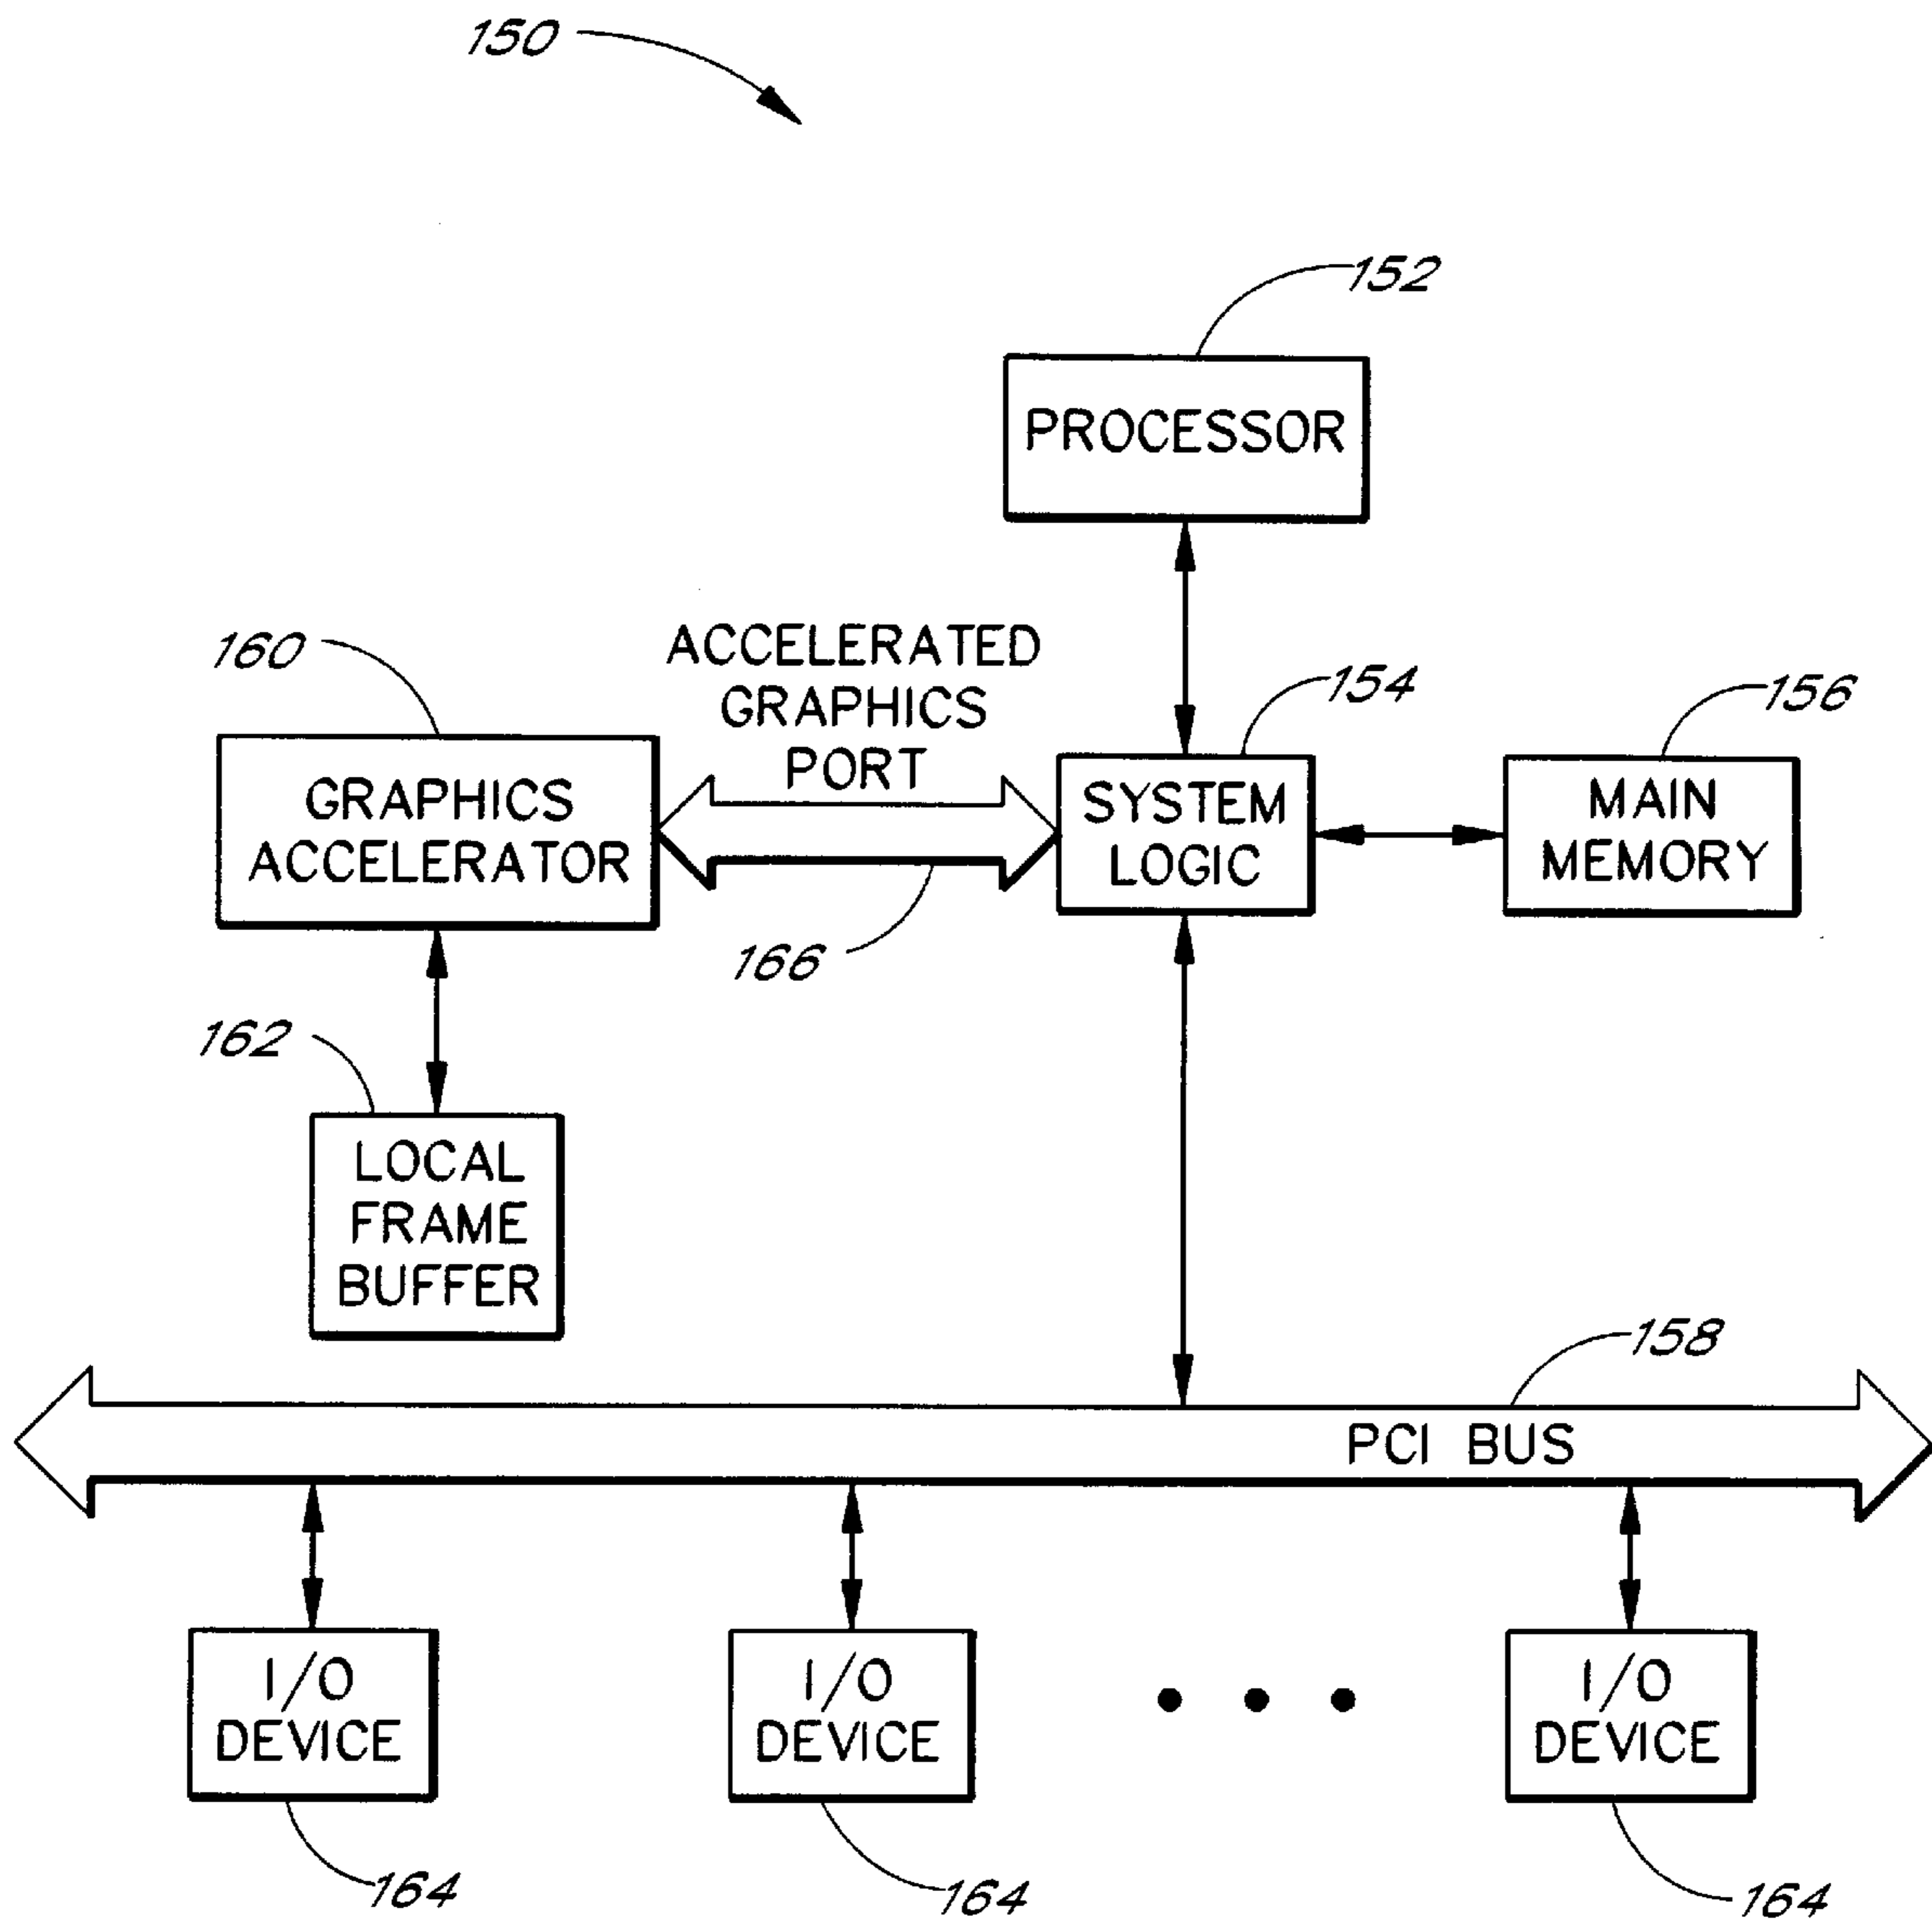 150
152
PROCESSOR
160
ACCELERATED
GRAPHICS
PORT
154
156
GRAPHICS
ACCELERATOR
SYSTEM
LOGIC
MAIN
MEMORY
166
162
LOCAL
FRAME
BUFFER
158
PCI BUS
I/O
DEVICE
I/O
DEVICE
I/O
DEVICE
164
164
164